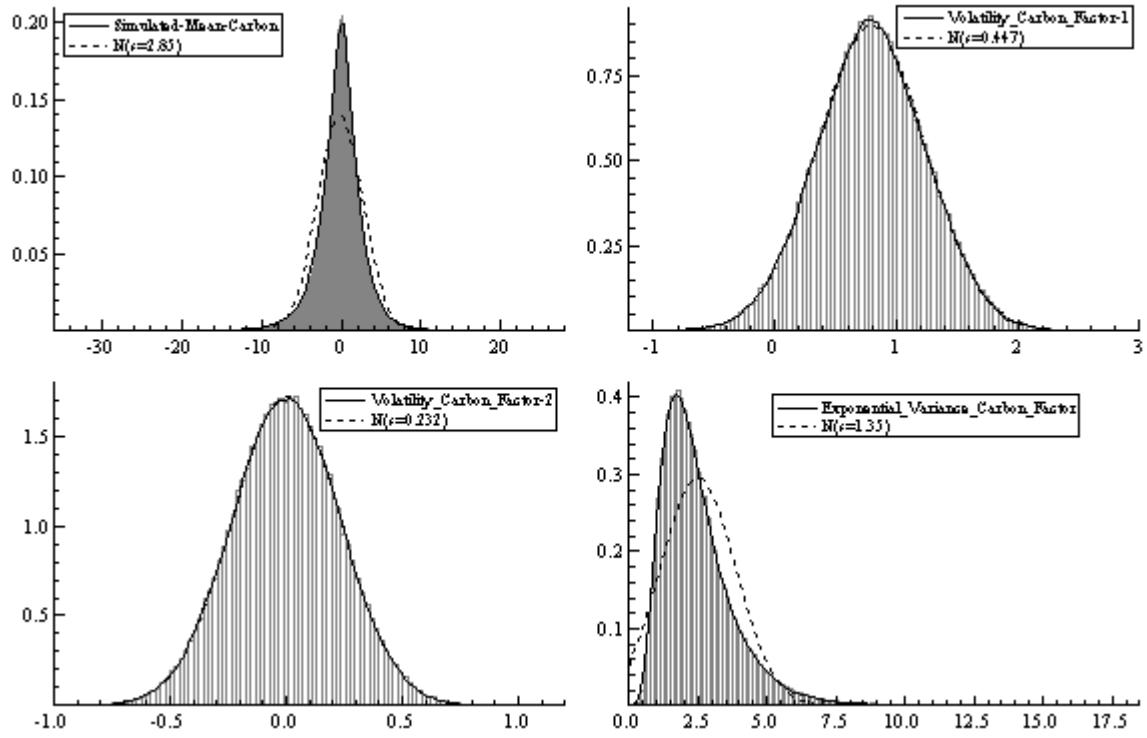 0.20
0.15
0.10
0.05
-30 -20 -10 0 10 20
Simulated-Mean-Carbon
N(s=2.85)
0.75
0.50
0.25
-1 0 1 2 3
Volatility_Carbon_Factor-1
N(s=0.447)
1.5
1.0
0.5
-1.0 -0.5 0.0 0.5 1.0
Volatility_Carbon_Factor-2
N(s=0.232)
0.4
0.3
0.2
0.1
0.0 2.5 5.0 7.5 10.0 12.5 15.0 17.5
Exponential_Variance_Carbon_Factor
N(s=1.35)